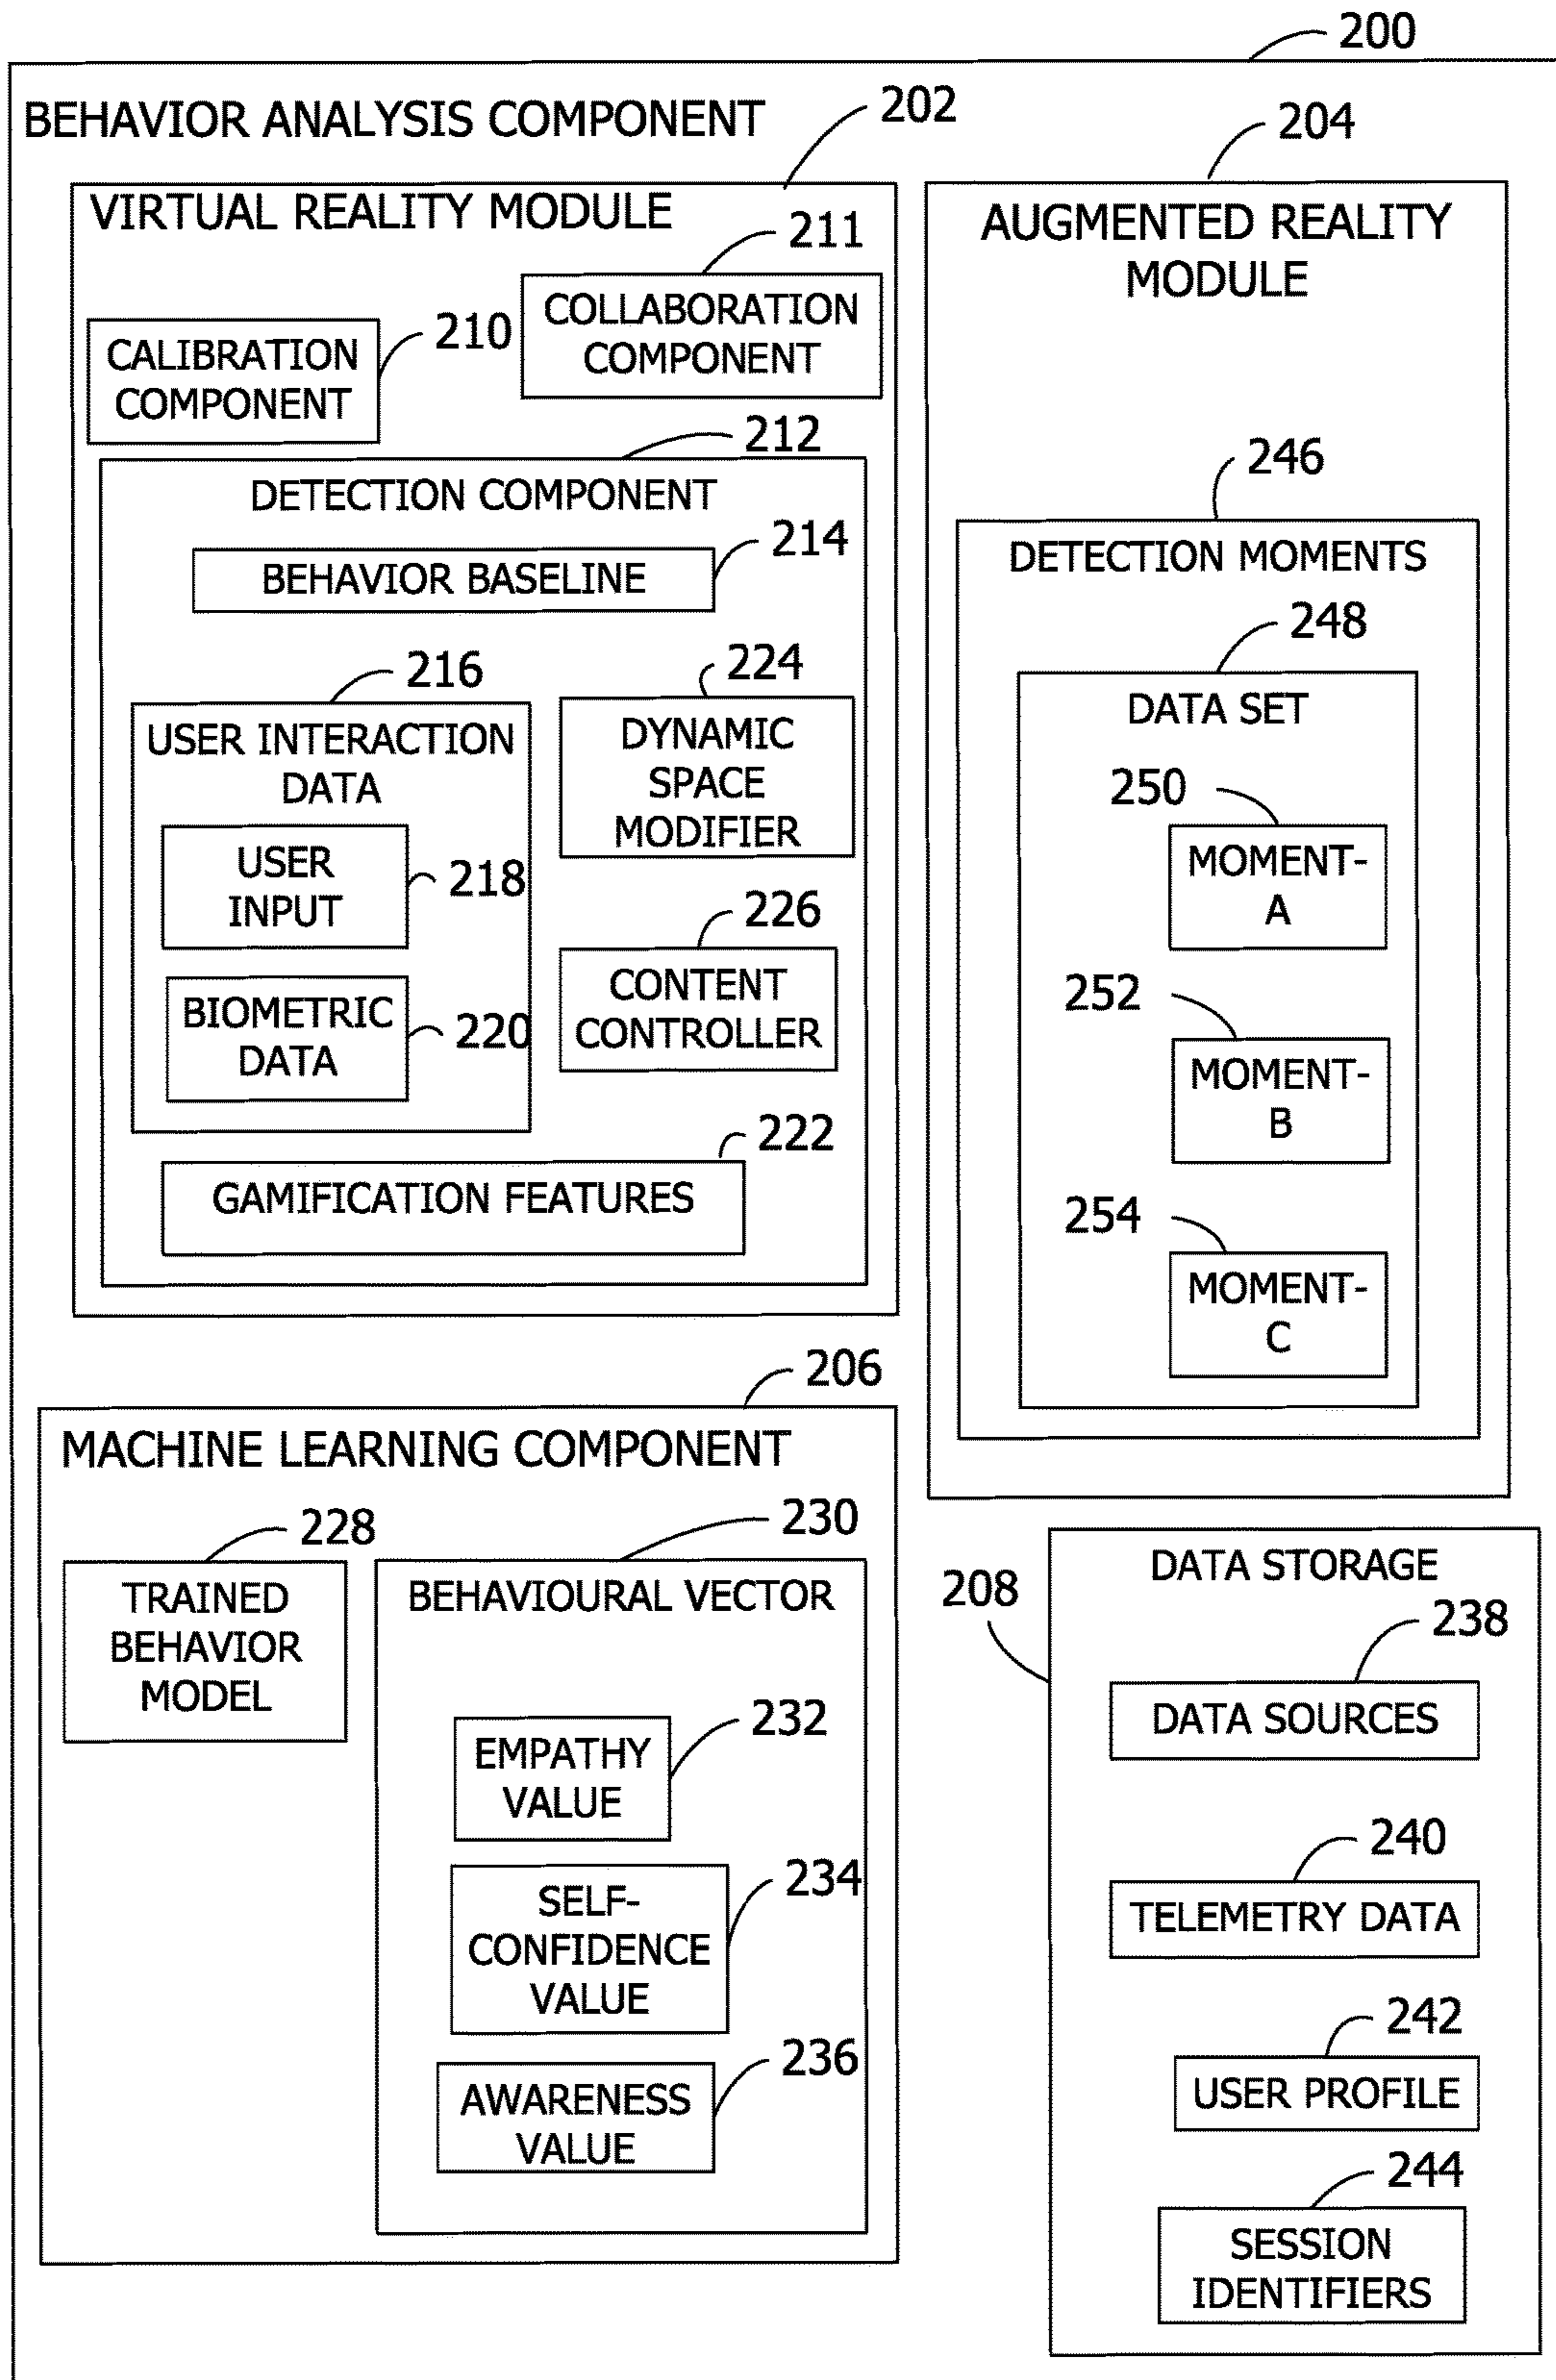 200
BEHAVIOR ANALYSIS COMPONENT
202
204
VIRTUAL REALITY MODULE
211
COLLABORATION
COMPONENT
210
CALIBRATION
COMPONENT
212
DETECTION COMPONENT
214
BEHAVIOR BASELINE
216
USER INTERACTION
DATA
USER
INPUT
218
BIOMETRIC
DATA
220
224
DYNAMIC
SPACE
MODIFIER
226
CONTENT
CONTROLLER
222
GAMIFICATION FEATURES
AUGMENTED REALITY
MODULE
246
DETECTION MOMENTS
248
DATA SET
250
MOMENT-
A
252
MOMENT-
B
254
MOMENT-
C
206
MACHINE LEARNING COMPONENT
228
TRAINED
BEHAVIOR
MODEL
230
BEHAVIOURAL VECTOR
232
EMPATHY
VALUE
234
SELF-
CONFIDENCE
VALUE
236
AWARENESS
VALUE
208
DATA STORAGE
238
DATA SOURCES
240
TELEMETRY DATA
242
USER PROFILE
244
SESSION
IDENTIFIERS